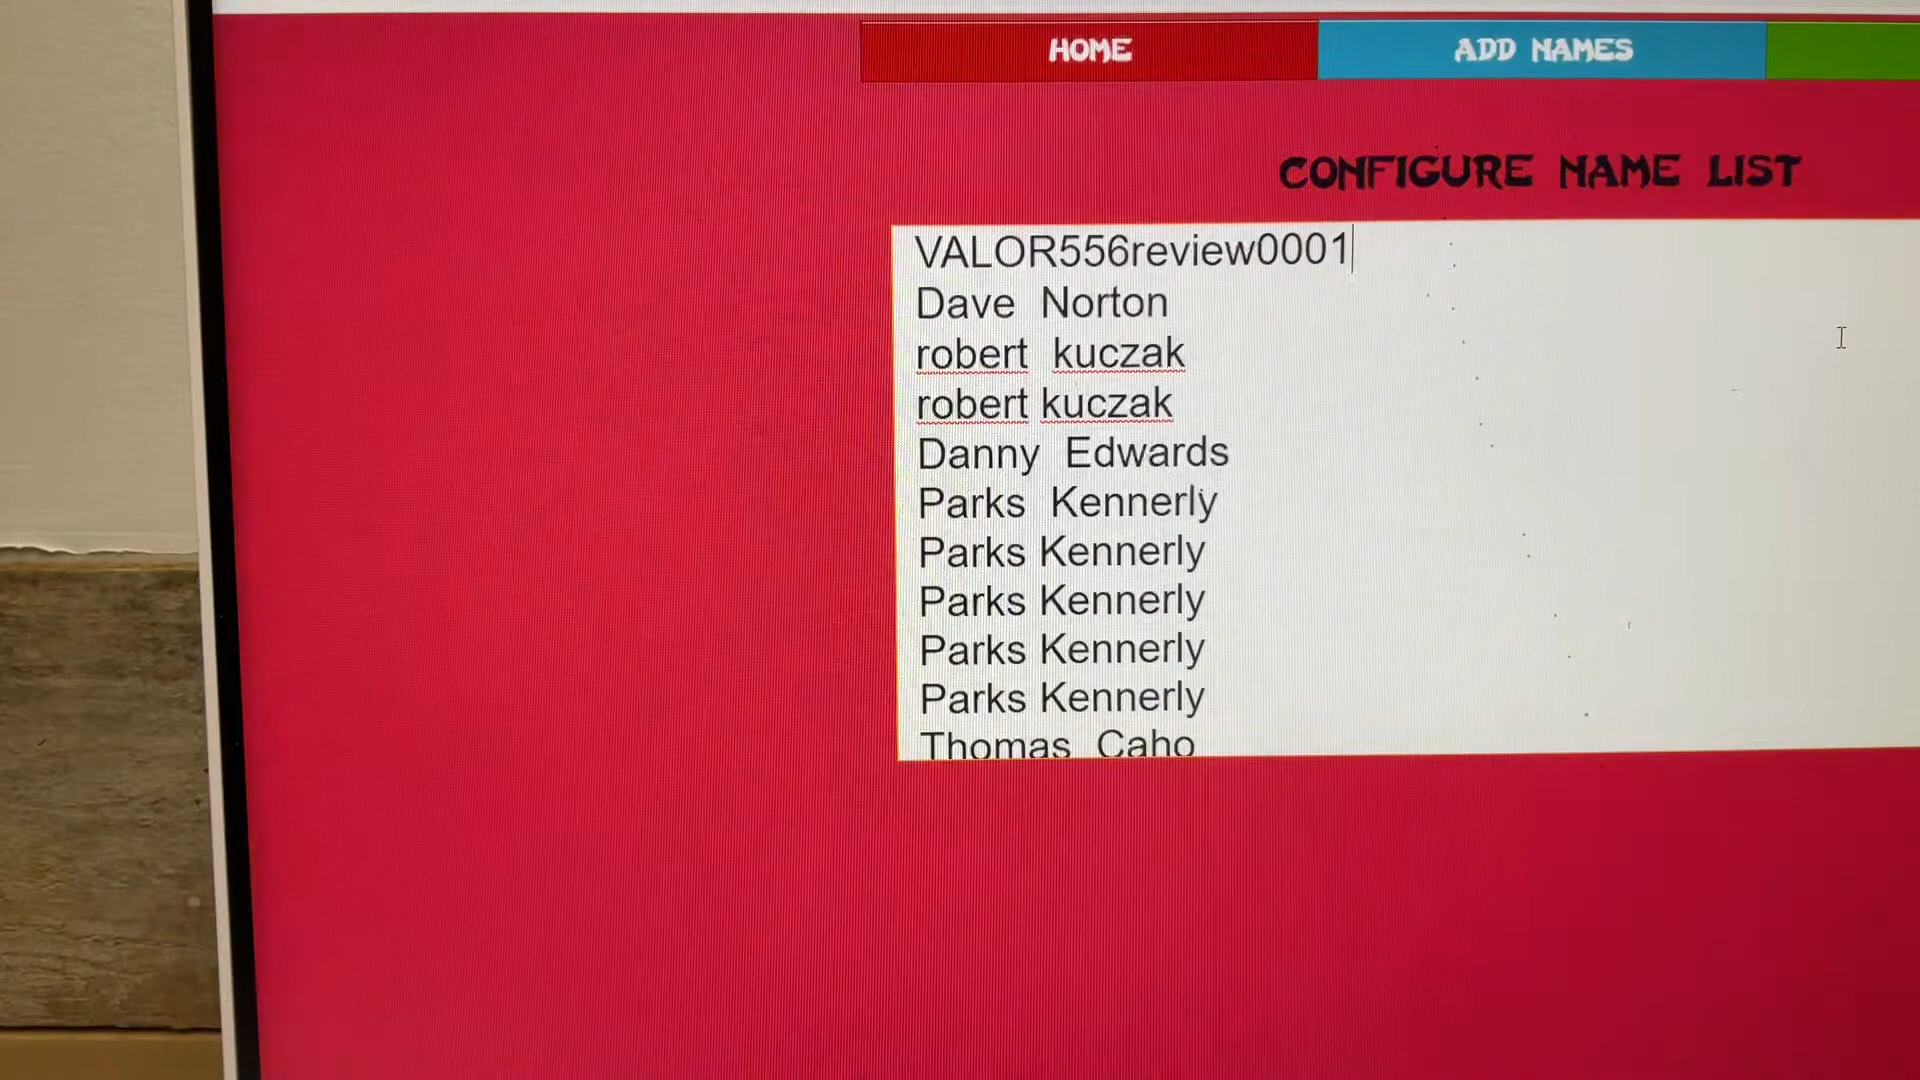 HOME
ADD NAMES
CONFIGURE NAME LIST
VALOR556review0001
Dave  Norton
robert  kuczak
robert kuczak
Danny  Edwards
Parks  Kennerly
Parks Kennerly
Parks Kennerly
Parks Kennerly
Parks Kennerly
Thomas  Caho